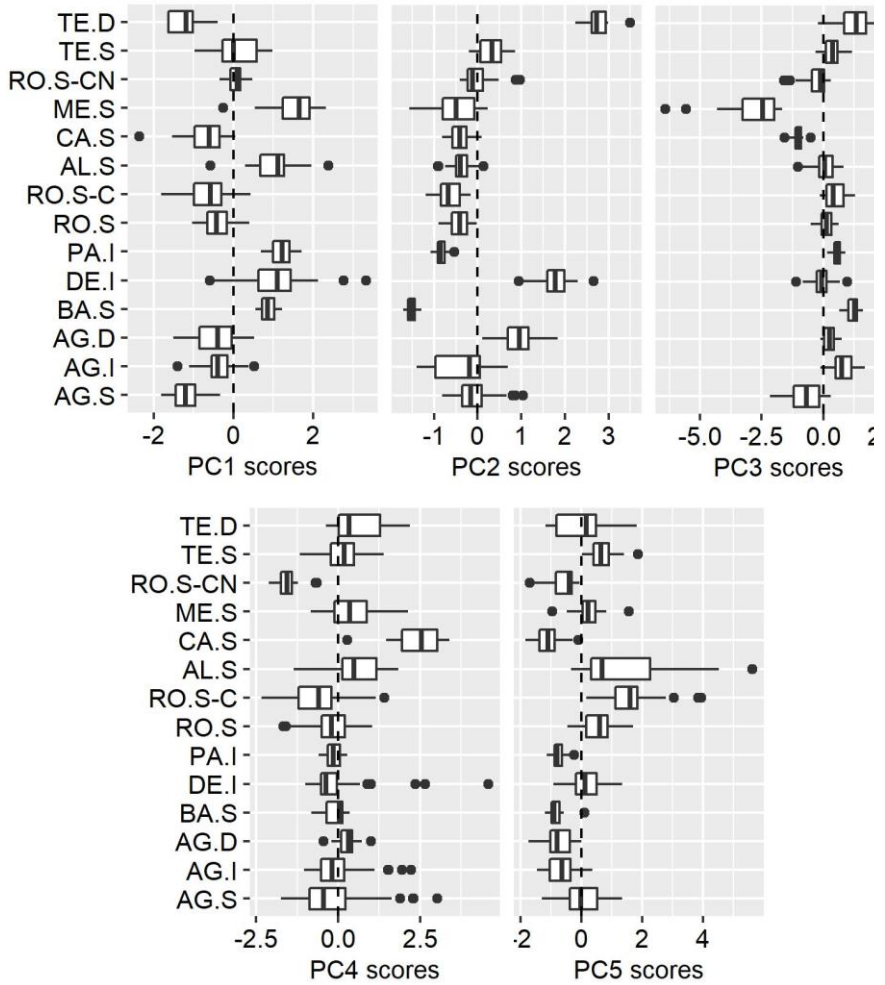 TE.D
TE.S
RO.S-CN
ME.S
CA.S
AL.S
RO.S-C
RO.S
PA.I
DE.I
BA.S
AG.D
AG.I
AG.S
-2 0 2
PC1 scores
-1 0 1 2 3
PC2 scores
-5.0 -2.5 0.0 2
PC3 scores
TE.D
TE.S
RO.S-CN
ME.S
CA.S
AL.S
RO.S-C
RO.S
PA.I
DE.I
BA.S
AG.D
AG.I
AG.S
-2.5 0.0 2.5
PC4 scores
-2 0 2 4
PC5 scores